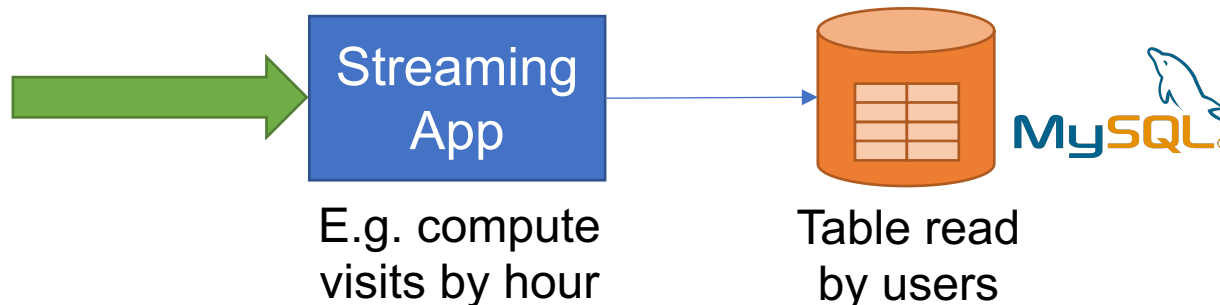 Streaming
App
MySQL
E.g. compute
visits by hour
Table read
by users